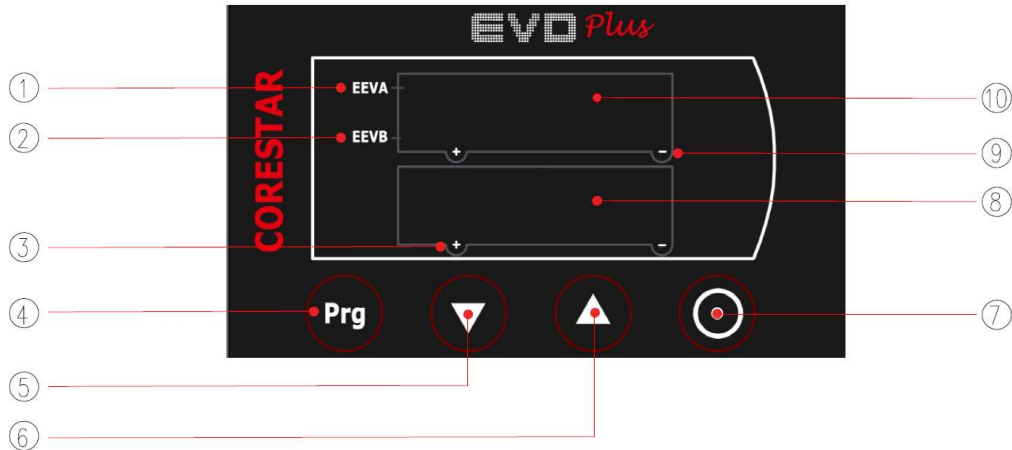 EVO Plus
CORESTAR
① EEVA ⑩
② EEVB
+ − ⑨
⑧
③ + −
④ Prg ⑦
⑤
⑥